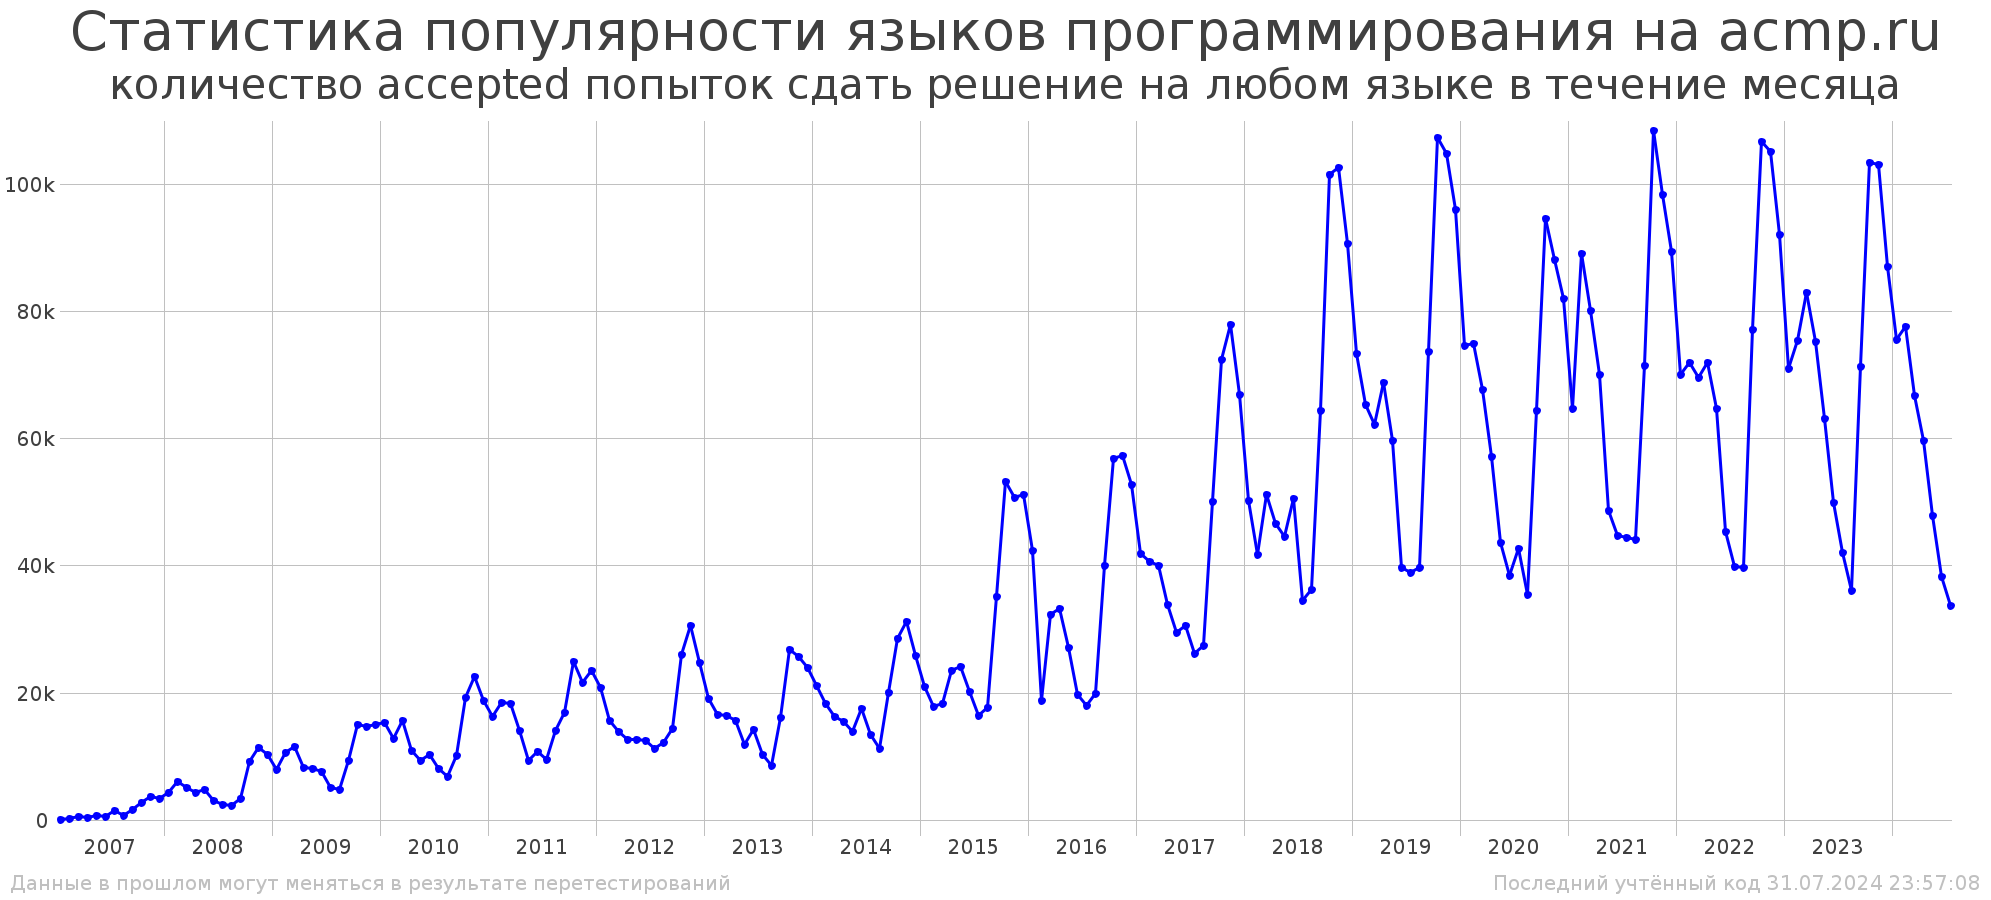 Статистика популярности языков программирования на acmp.ru
количество accepted попыток сдать решение на любом языке в течение месяца
100k
80k
60k
40k
20k
0
2007 2008 2009 2010 2011 2012 2013 2014 2015 2016 2017 2018 2019 2020 2021 2022 2023
Данные в прошлом могут меняться в результате перетестирований
Последний учтённый код 31.07.2024 23:57:08